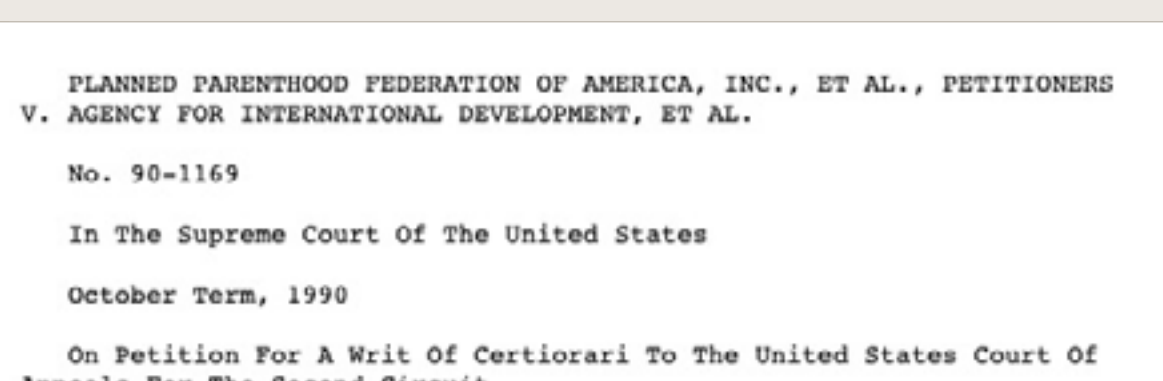 PLANNED PARENTHOOD FEDERATION OF AMERICA, INC., ET AL., PETITIONERS
V. AGENCY FOR INTERNATIONAL DEVELOPMENT, ET AL.
No. 90-1169
In The Supreme Court Of The United States
October Term, 1990
On Petition For A Writ Of Certiorari To The United States Court Of
Appeals For The Second Circuit